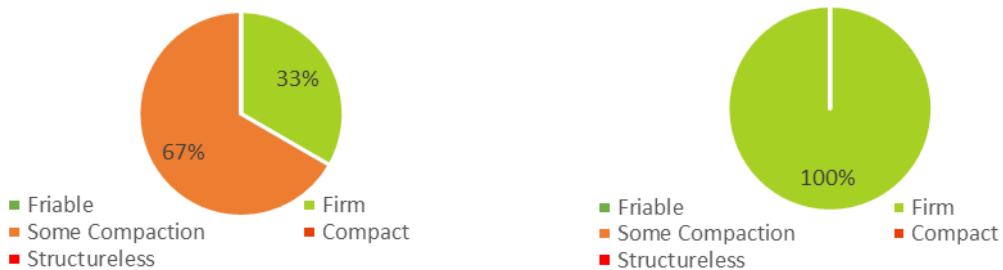 33%
67%
Friable
Firm
Some Compaction
Compact
Structureless
100%
Friable
Firm
Some Compaction
Compact
Structureless